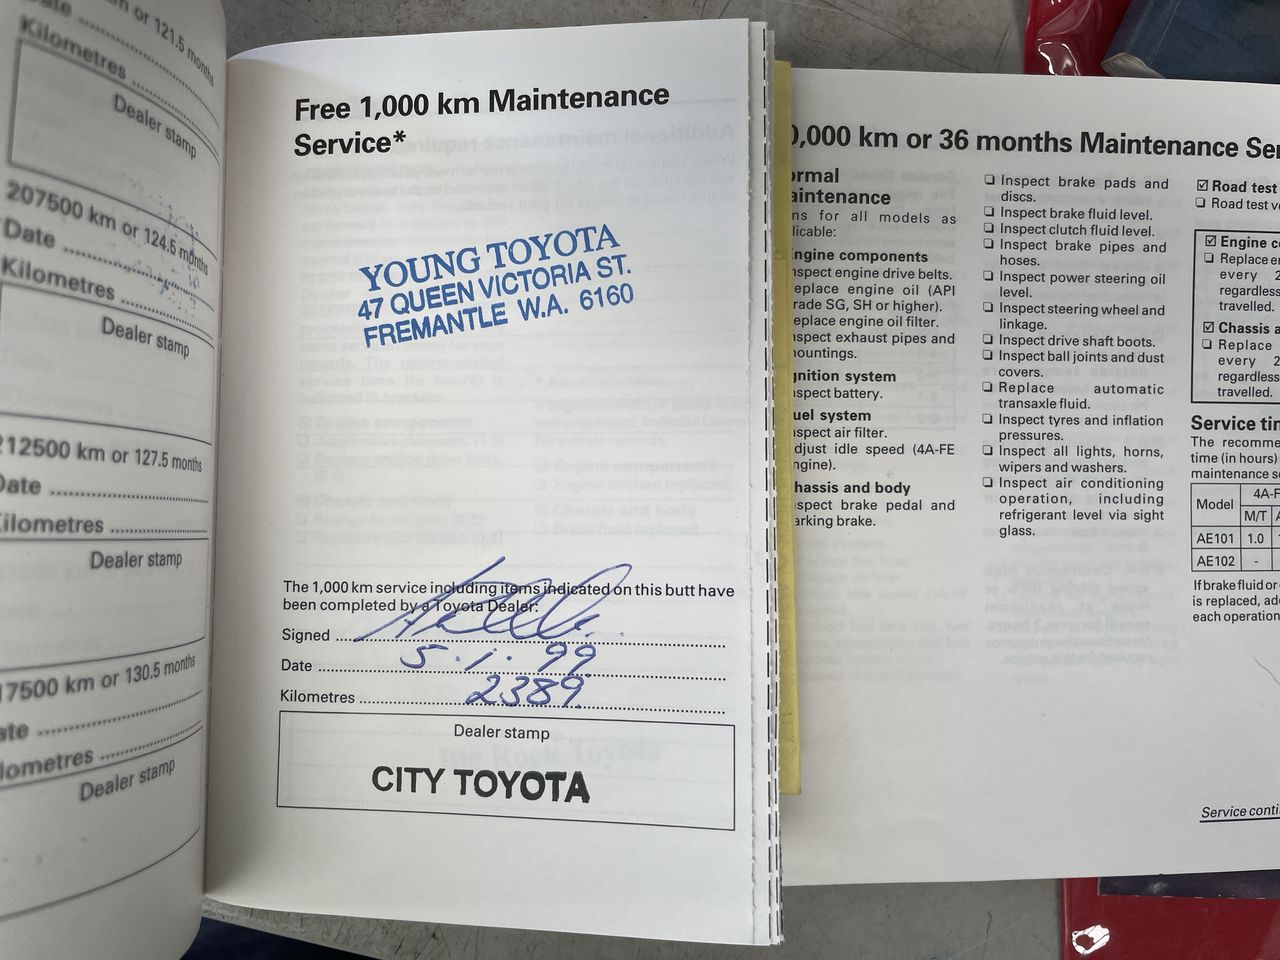 or 121.5 months
Date
Kilometres
Dealer stamp
207500 km or 124.5 months
Date
Kilometres
Dealer stamp
212500 km or 127.5 months
Date
Kilometres
Dealer stamp
17500 km or 130.5 months
ate
lometres
Dealer stamp
Free 1,000 km Maintenance
Service*
YOUNG TOYOTA
47 QUEEN VICTORIA ST.
FREMANTLE W.A. 6160
The 1,000 km service including items indicated on this butt have
been completed by a Toyota Dealer:
Signed
Date 5.1.99
Kilometres 2389.
Dealer stamp
CITY TOYOTA
0,000 km or 36 months Maintenance Ser
ormal
aintenance
ns for all models as
licable:
ngine components
nspect engine drive belts.
eplace engine oil (API
rade SG, SH or higher).
eplace engine oil filter.
nspect exhaust pipes and
mountings.
gnition system
nspect battery.
uel system
nspect air filter.
djust idle speed (4A-FE
ngine).
hassis and body
nspect brake pedal and
arking brake.
❏ Inspect brake pads and
discs.
❏ Inspect brake fluid level.
❏ Inspect clutch fluid level.
❏ Inspect brake pipes and
hoses.
❏ Inspect power steering oil
level.
❏ Inspect steering wheel and
linkage.
❏ Inspect drive shaft boots.
❏ Inspect ball joints and dust
covers.
❏ Replace automatic
transaxle fluid.
❏ Inspect tyres and inflation
pressures.
❏ Inspect all lights, horns,
wipers and washers.
❏ Inspect air conditioning
operation, including
refrigerant level via sight
glass.
☑ Road test
❏ Road test v
☑ Engine co
❏ Replace en
every 2
regardless
travelled.
☑ Chassis a
❏ Replace
every 2
regardless
travelled.
Service tim
The recomme
time (in hours)
maintenance se
Model 4A-F
M/T A
AE101 1.0 1
AE102 -
If brake fluid or
is replaced, add
each operation
Service conti